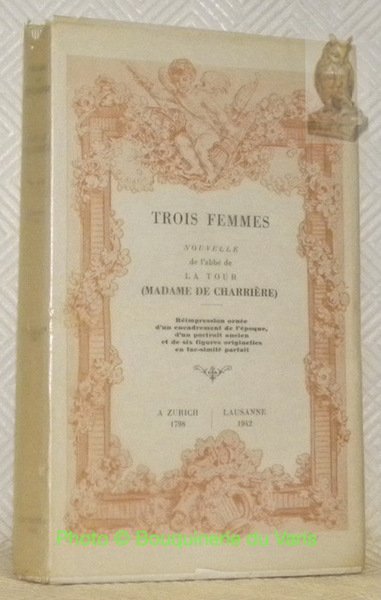 TROIS FEMMES
NOUVELLE
de l'abbé de
LA TOUR
(MADAME DE CHARRIÈRE)
Réimpression ornée
d'un encadrement de l'époque,
d'un portrait ancien
et de six figures originelles
en fac-similé parfait
A ZURICH LAUSANNE
1798 1942
Photo © Bouquinerie du Varis